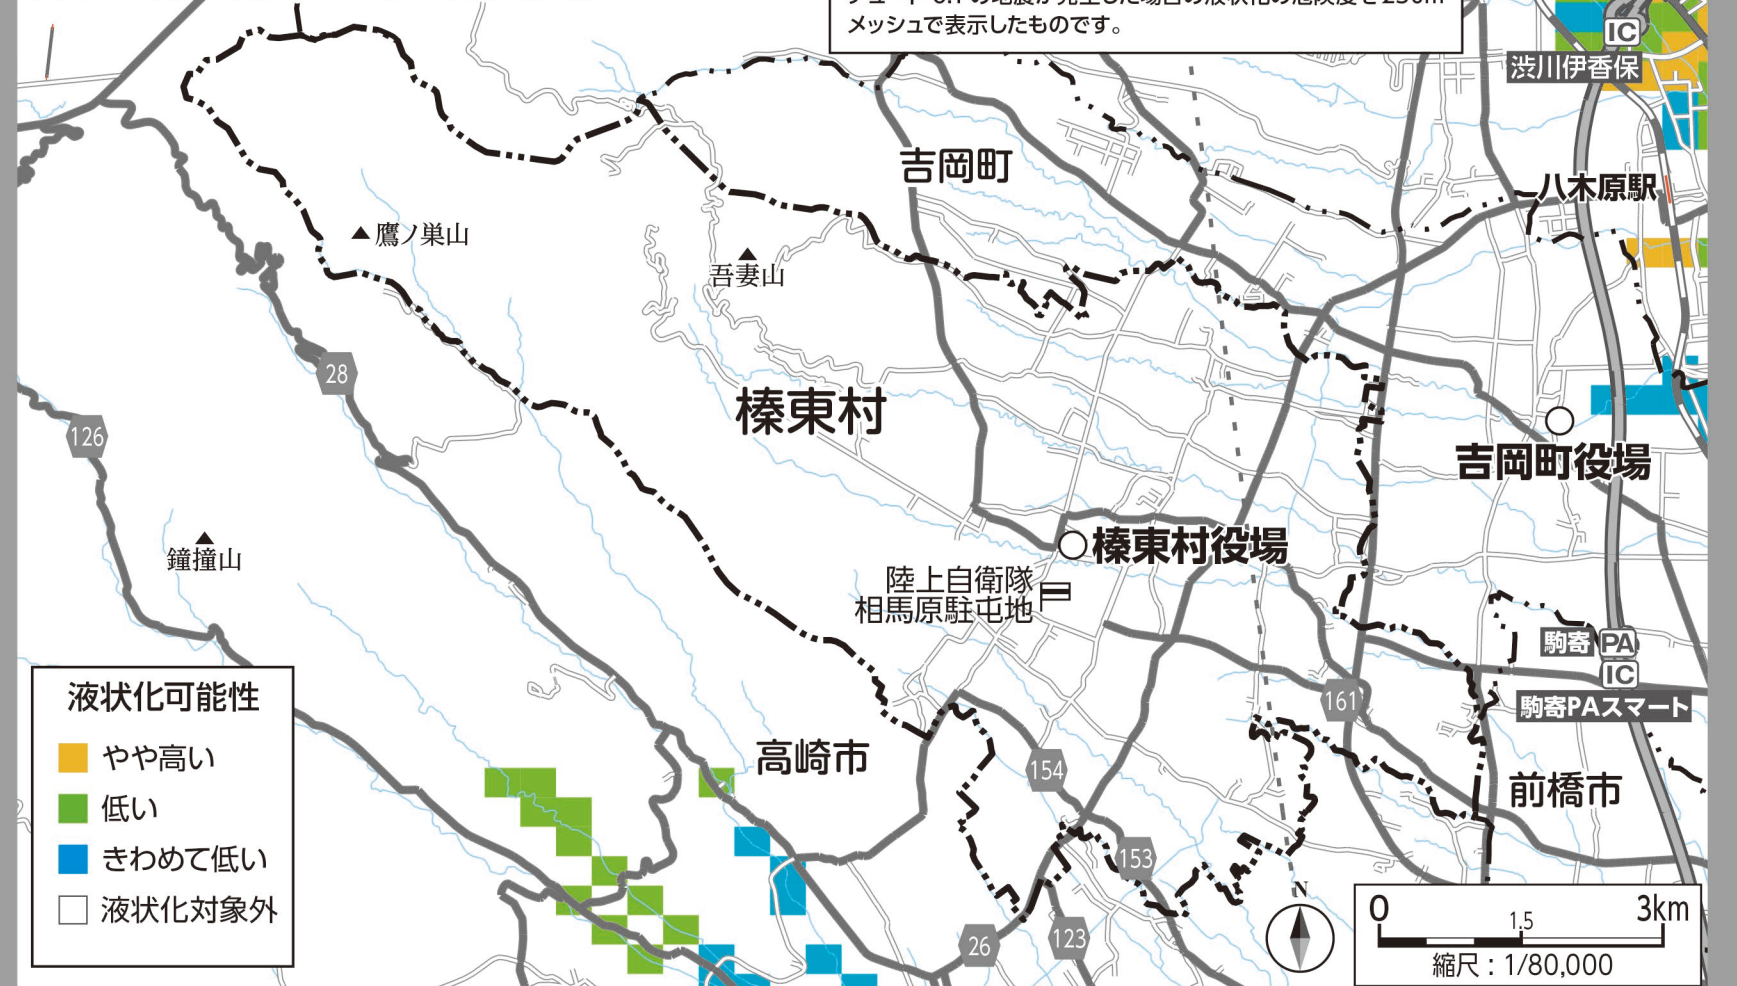 メッシュで表示したものです。
IC
渋川伊香保
吉岡町
八木原駅
鷹ノ巣山
吾妻山
28
榛東村
126
吉岡町役場
榛東村役場
鐘撞山
陸上自衛隊
相馬原駐屯地
駒寄 PA
IC
161
駒寄PAスマート
液状化可能性
やや高い
低い
きわめて低い
液状化対象外
高崎市
154
前橋市
153
26
123
N
0
1.5
3km
縮尺：1/80,000